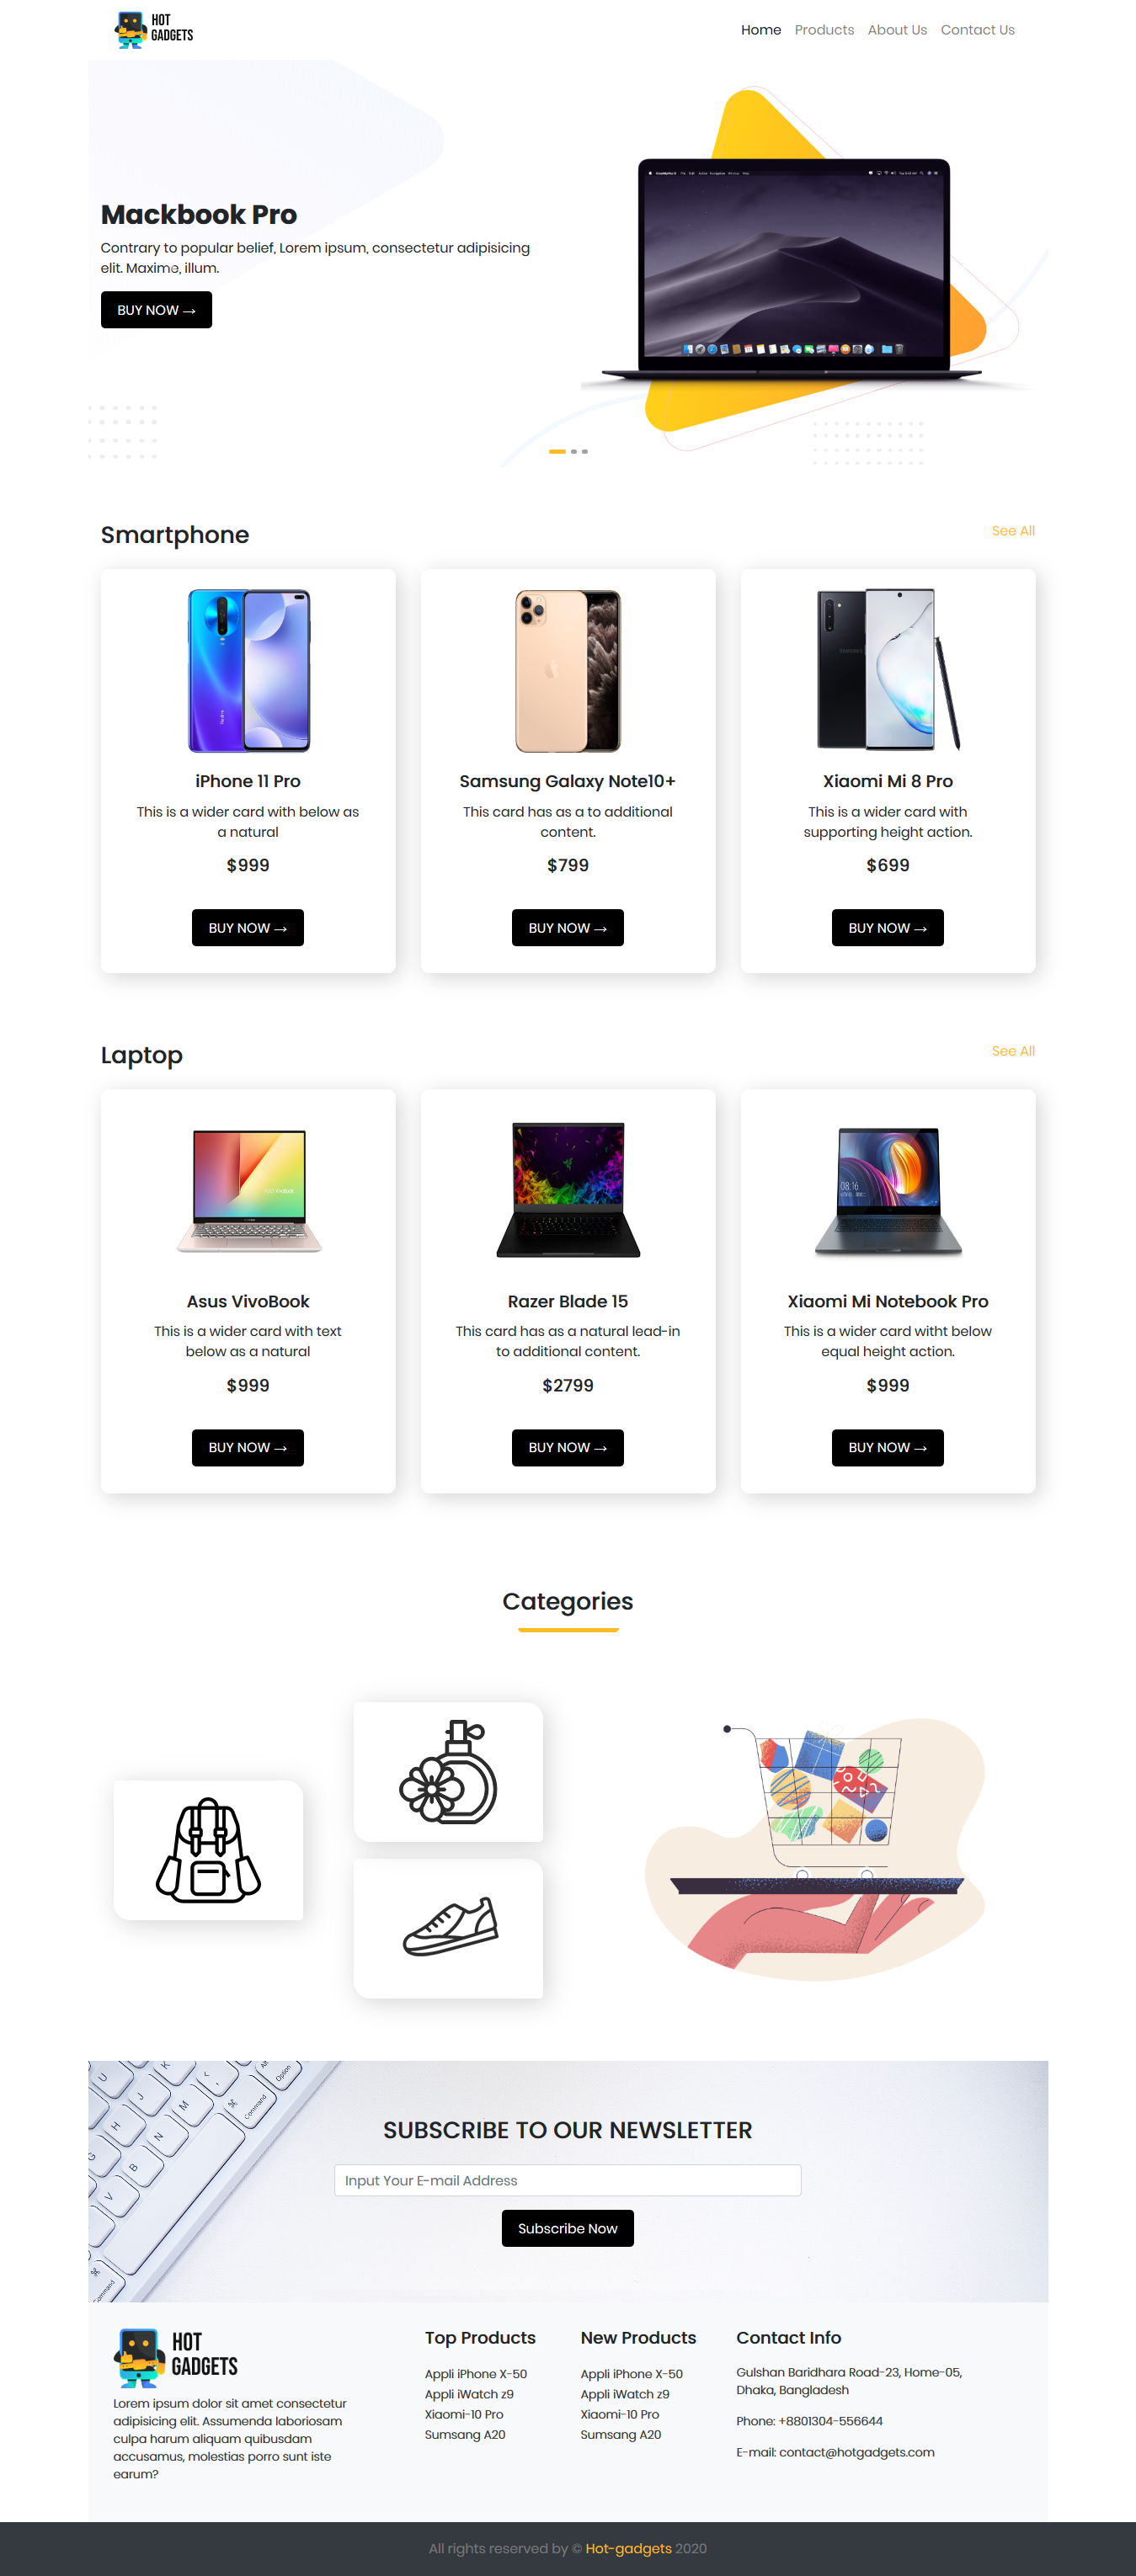 HOT
GADGETS
Home Products About Us Contact Us
Mackbook Pro
Contrary to popular belief, Lorem ipsum, consectetur adipisicing
elit. Maxime, illum.
BUY NOW →
Smartphone
See All
iPhone 11 Pro
This is a wider card with below as
a natural
$999
BUY NOW →
Samsung Galaxy Note10+
This card has as a to additional
content.
$799
BUY NOW →
Xiaomi Mi 8 Pro
This is a wider card with
supporting height action.
$699
BUY NOW →
Laptop
See All
08:16
Asus VivoBook
This is a wider card with text
below as a natural
$999
BUY NOW →
Razer Blade 15
This card has as a natural lead-in
to additional content.
$2799
BUY NOW →
Xiaomi Mi Notebook Pro
This is a wider card witht below
equal height action.
$999
BUY NOW →
Categories
U
K
Alt
Option
J
M
Command
H
N
G
B
V
Command
SUBSCRIBE TO OUR NEWSLETTER
Input Your E-mail Address
Subscribe Now
HOT
GADGETS
Lorem ipsum dolor sit amet consectetur
adipisicing elit. Assumenda laboriosam
culpa harum aliquam quibusdam
accusamus, molestias porro sunt iste
earum?
Top Products
Appli iPhone X-50
Appli iWatch z9
Xiaomi-10 Pro
Sumsang A20
New Products
Appli iPhone X-50
Appli iWatch z9
Xiaomi-10 Pro
Sumsang A20
Contact Info
Gulshan Baridhara Road-23, Home-05,
Dhaka, Bangladesh
Phone: +8801304-556644
E-mail: contact@hotgadgets.com
All rights reserved by © Hot-gadgets 2020